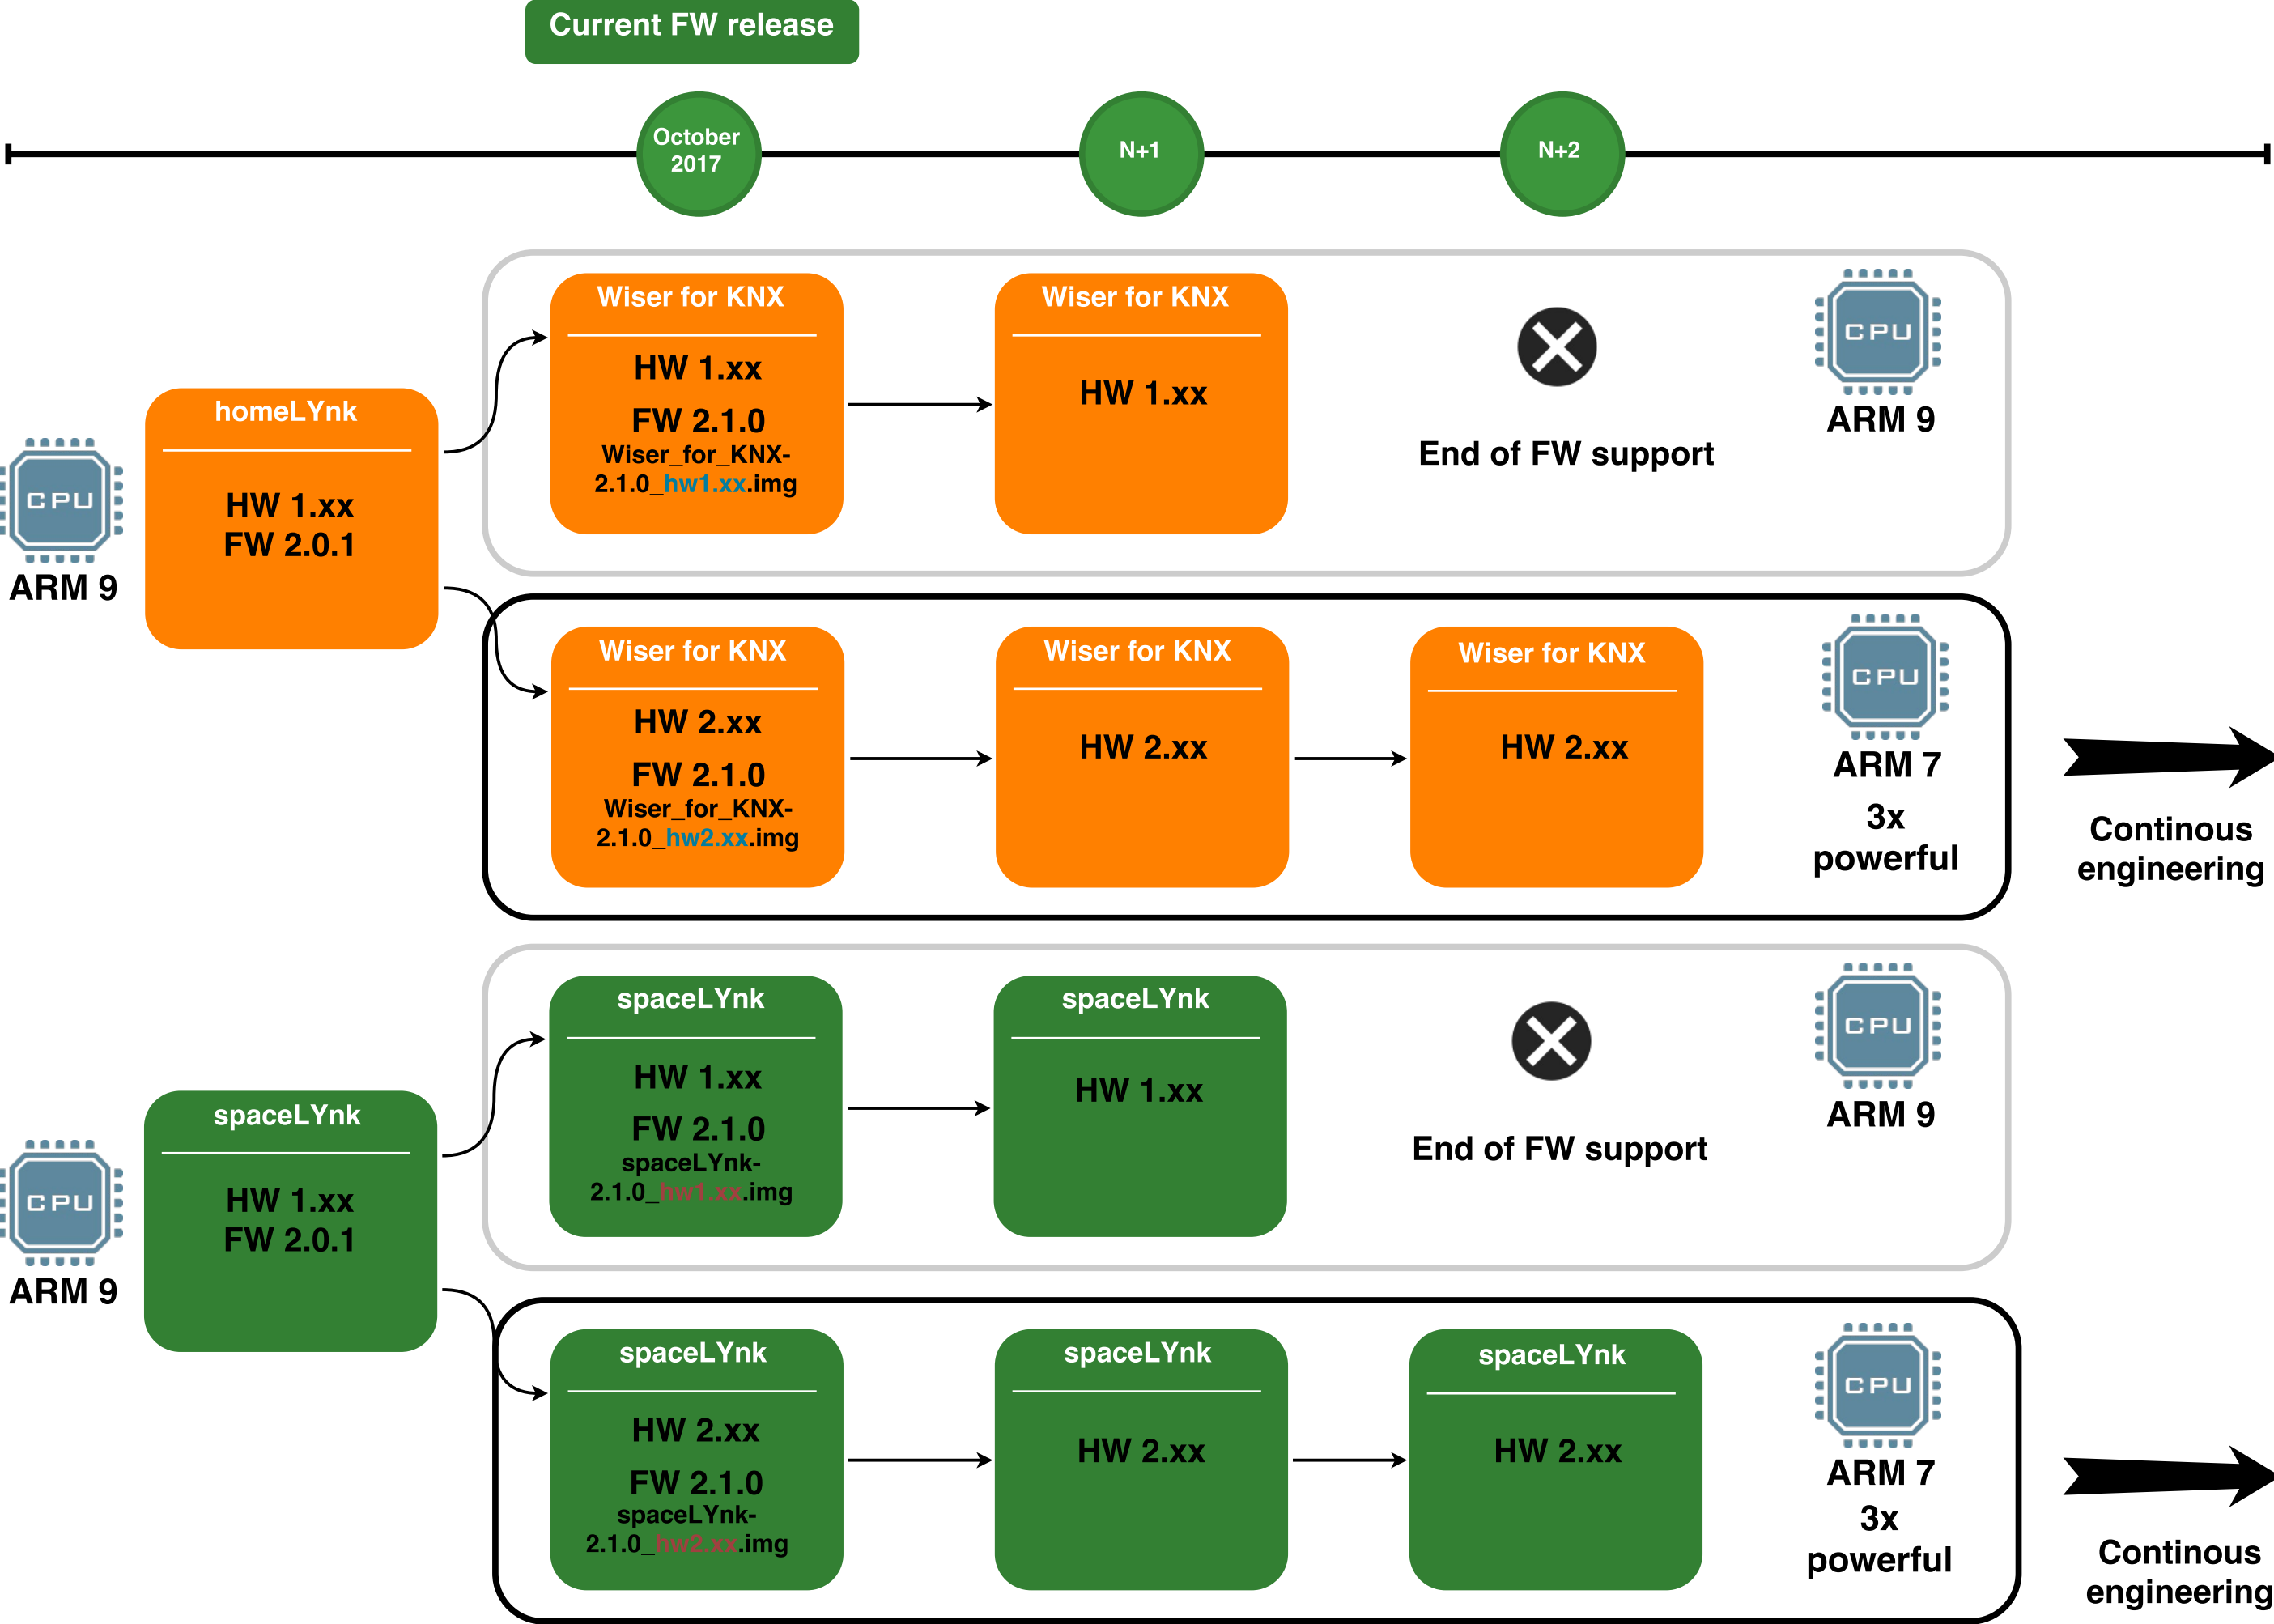 Current FW release
October
2017
N+1
N+2
Wiser for KNX
HW 1.xx
FW 2.1.0
Wiser_for_KNX-
2.1.0_hw1.xx.img
Wiser for KNX
HW 1.xx
End of FW support
CPU
ARM 9
homeLYnk
HW 1.xx
FW 2.0.1
CPU
ARM 9
Wiser for KNX
HW 2.xx
FW 2.1.0
Wiser_for_KNX-
2.1.0_hw2.xx.img
Wiser for KNX
HW 2.xx
Wiser for KNX
HW 2.xx
CPU
ARM 7
3x
powerful
Continous
engineering
spaceLYnk
HW 1.xx
FW 2.1.0
spaceLYnk-
2.1.0_hw1.xx.img
spaceLYnk
HW 1.xx
End of FW support
CPU
ARM 9
spaceLYnk
HW 1.xx
FW 2.0.1
CPU
ARM 9
spaceLYnk
HW 2.xx
FW 2.1.0
spaceLYnk-
2.1.0_hw2.xx.img
spaceLYnk
HW 2.xx
spaceLYnk
HW 2.xx
CPU
ARM 7
3x
powerful
Continous
engineering